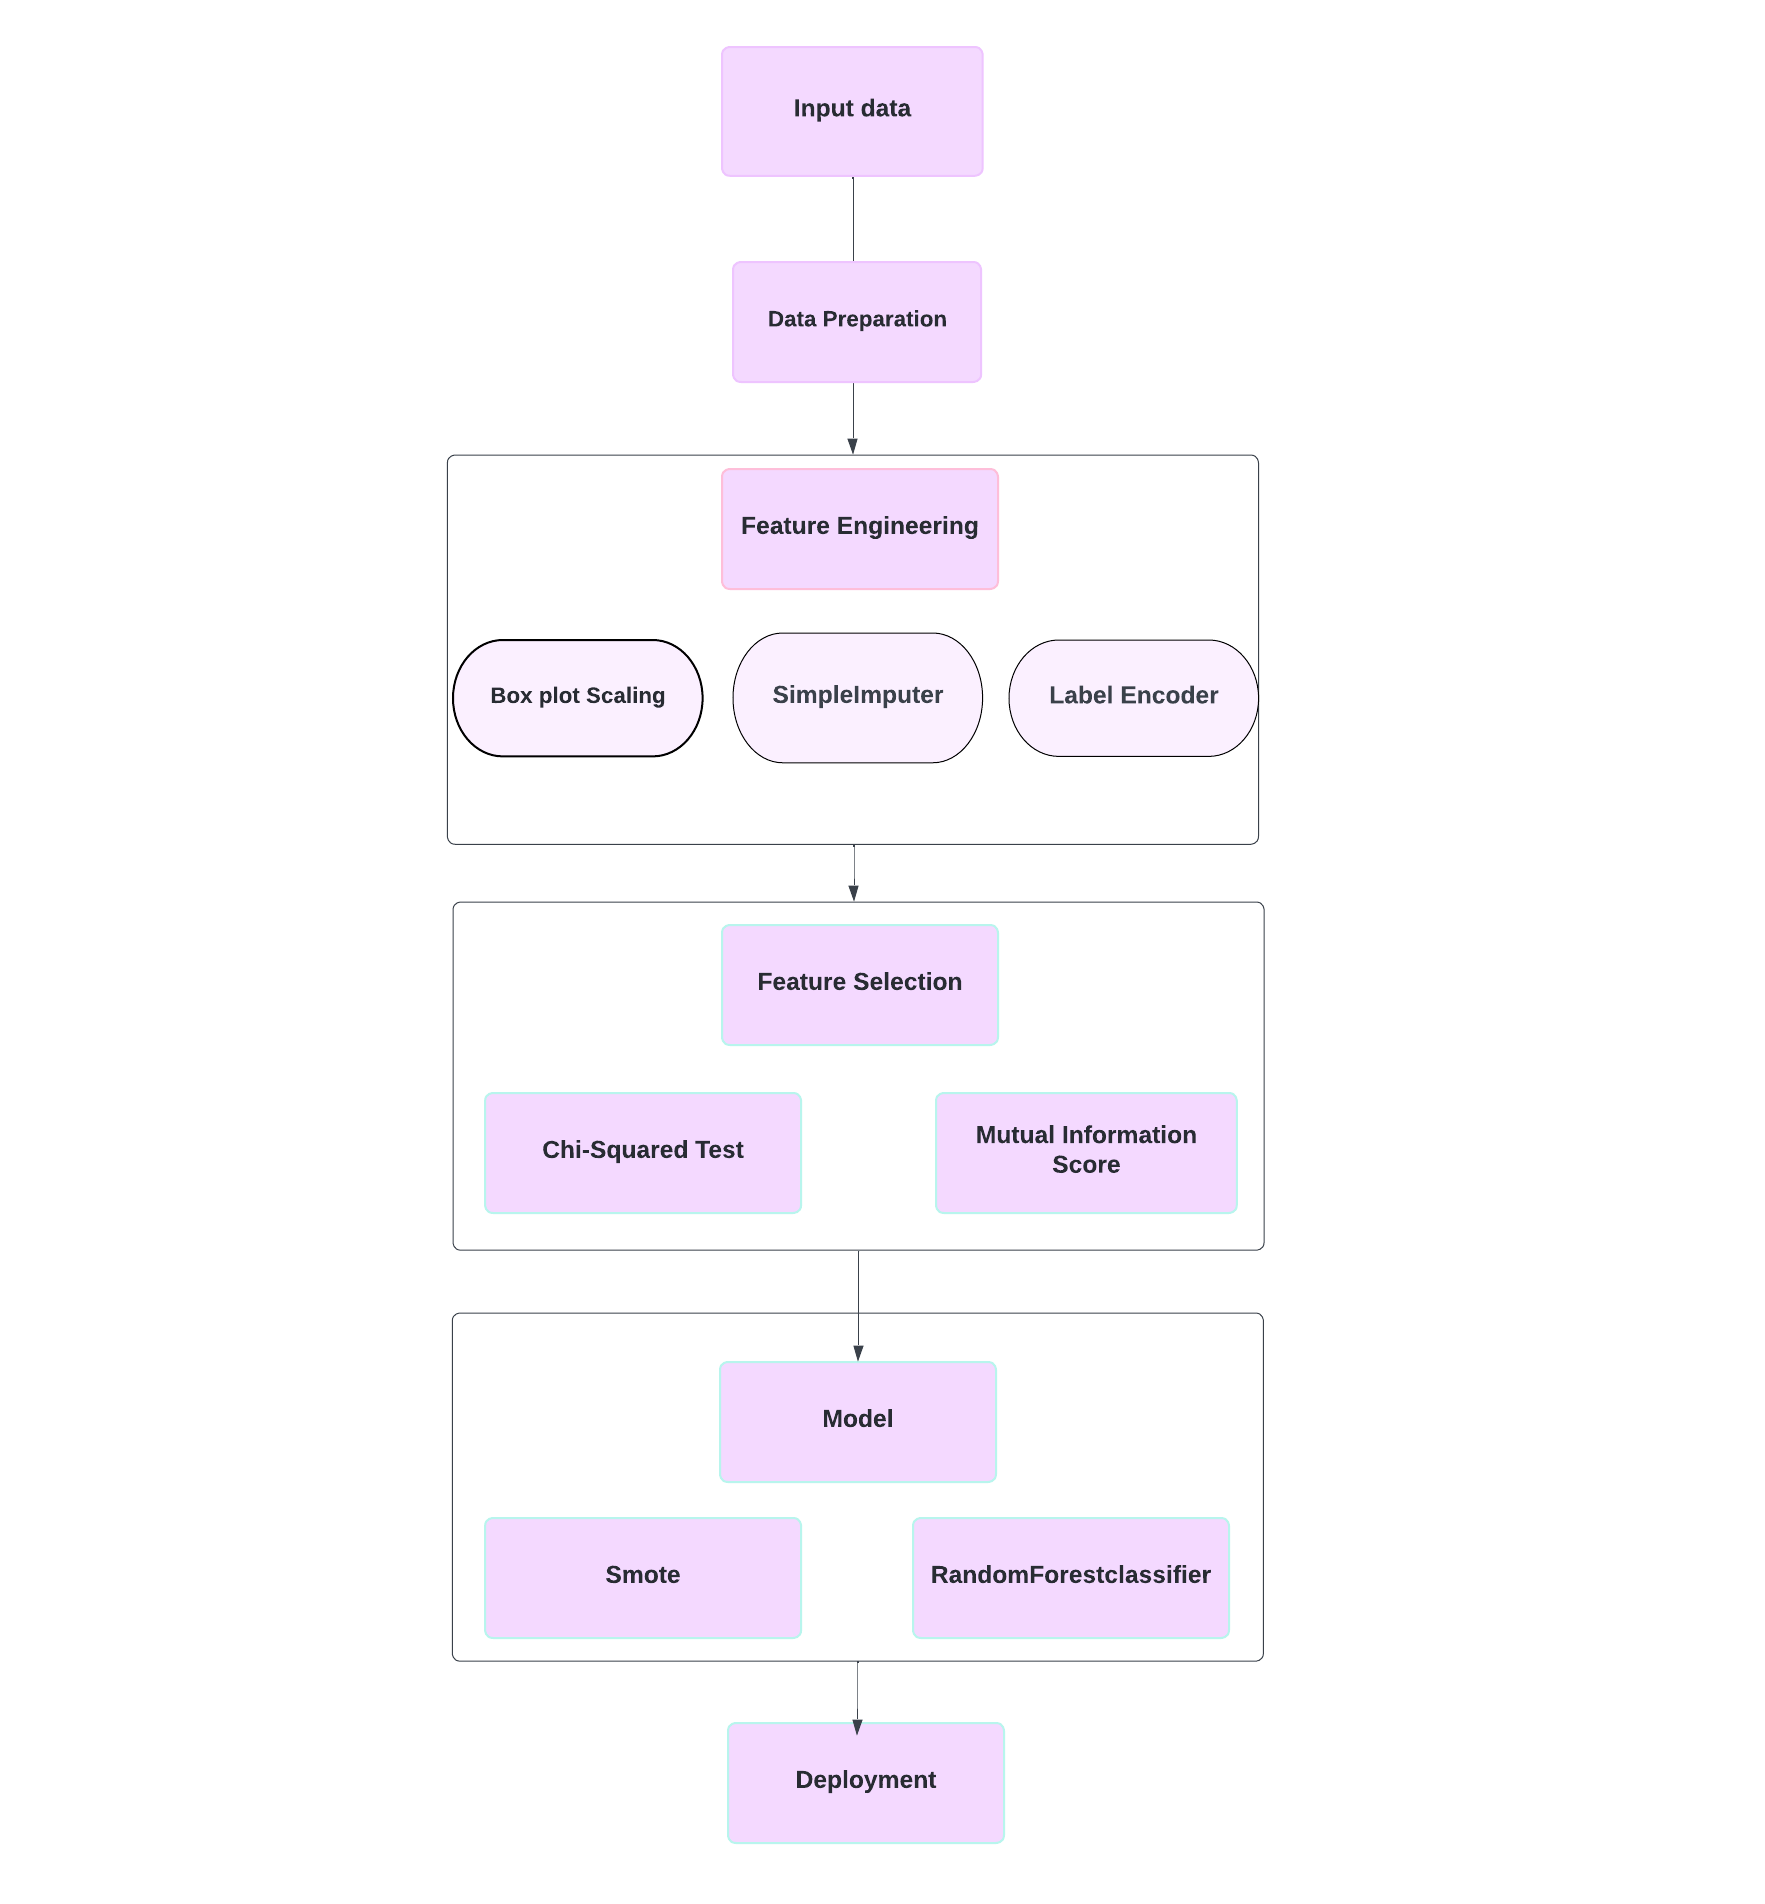 Input data
Data Preparation
Feature Engineering
Box plot Scaling
SimpleImputer
Label Encoder
Feature Selection
Chi-Squared Test
Mutual Information
Score
Model
Smote
RandomForestclassifier
Deployment